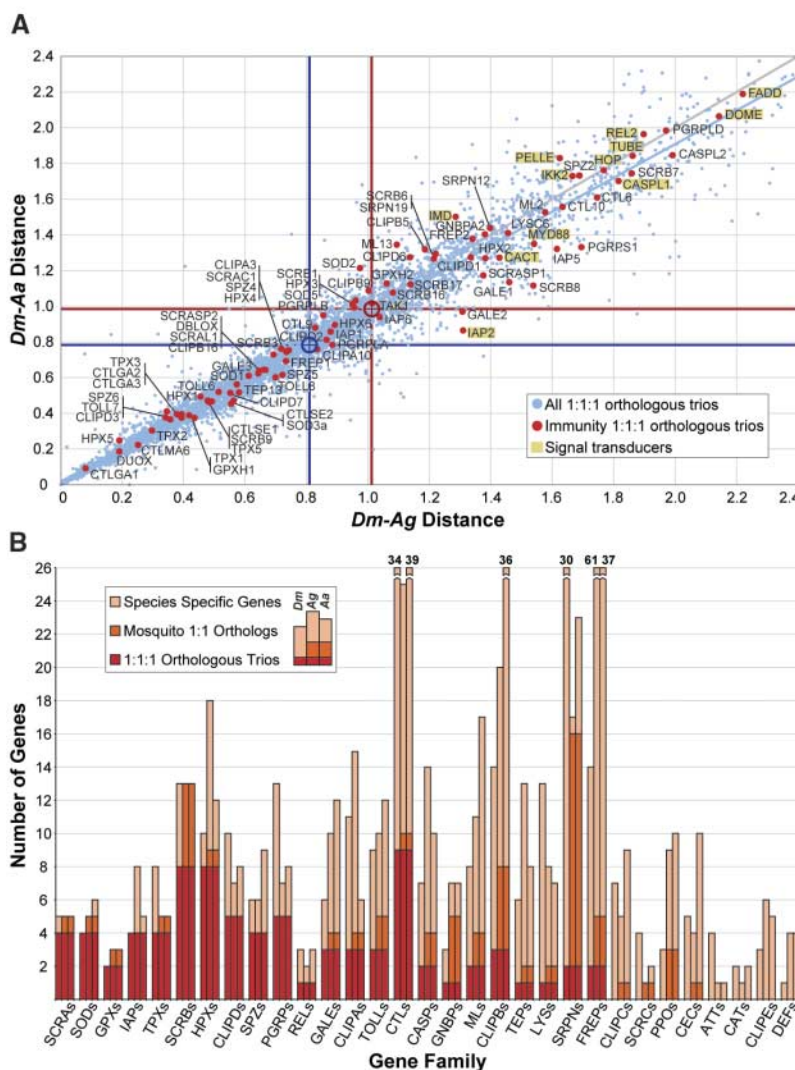 A
2.4
2.2
2.0
1.8
1.6
1.4
1.2
1.0
0.8
0.6
0.4
0.2
0
Dm-Aa Distance
FADD
DOME
REL2
PGRPLD
TUBE
PELLE
HOP
CASPL2
SPZ2
IKK2
SCRB7
CASPL1
SRPN12
ML2
CTL6
SCRB6
CTL10
SRPN19
IMD
GNBPA2
LYSC6
CLIPB5
FREP2
MYD88
ML13
HPX2
CLIPD6
CACT
PGRPS1
CLIPA3
SOD2
CLIPD1
IAP5
SCRAC1
SCRB1
GPXH2
SCRASP1
SPZ4
HPX3
CLIPB9
SCRB17
SCRB8
HPX4
SOD5
SCRB16
GALE1
PGRPLB
TAK1
SCRASP2
CTL9
HPX6
IAP6
GALE2
DBLOX
CLIPD2
IAP1
IAP2
SCRAL1
SCRB3
PGRPLA
CLIPB16
CLIPA10
FREP1
TPX3
GALE3
CTLGA2
SOD1
SPZ5
CTLGA3
TOLL6
TOLL8
SPZ6
HPX1
TEP13
TOLL7
CLIPD7
CLIPD3
CTLSE2
CTLSE1
SOD3a
HPX5
TPX2
SCRB9
TPX5
DUOX
CTLMA6
TPX1
CTLGA1
GPXH1
All 1:1:1 orthologous trios
Immunity 1:1:1 orthologous trios
Signal transducers
0 0.2 0.4 0.6 0.8 1.0 1.2 1.4 1.6 1.8 2.0 2.2 2.4
Dm-Ag Distance
B
34 39 36 30 61 37
26
24
22
20
18
16
14
12
10
8
6
4
2
Number of Genes
Species Specific Genes
Mosquito 1:1 Orthologs
1:1:1 Orthologous Trios
Dm Ag Aa
SCRAs SODs GPXs IAPs TPXs SCRBs HPXs CLIPDs SPZs PGRPs RELs GALEs CLIPAs TOLLs CTLs CASPs GNBPs MLs CLIPBs TEPs LYSs SRPNs FREPs CLIPCs SCRCs PPOs CECs ATTs CATs CLIPEs DEFs
Gene Family